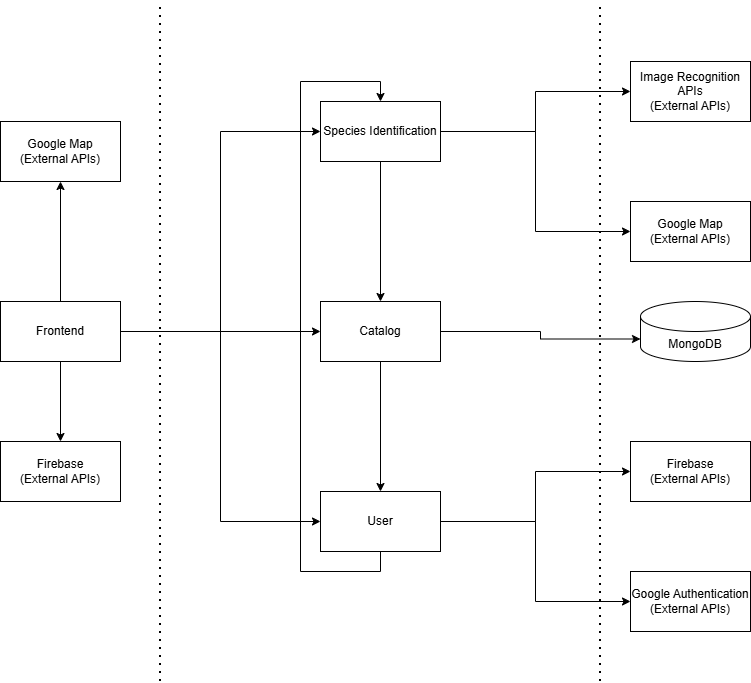 Google Map
(External APIs)
Frontend
Firebase
(External APIs)
Species Identification
Catalog
User
Image Recognition
APIs
(External APIs)
Google Map
(External APIs)
MongoDB
Firebase
(External APIs)
Google Authentication
(External APIs)